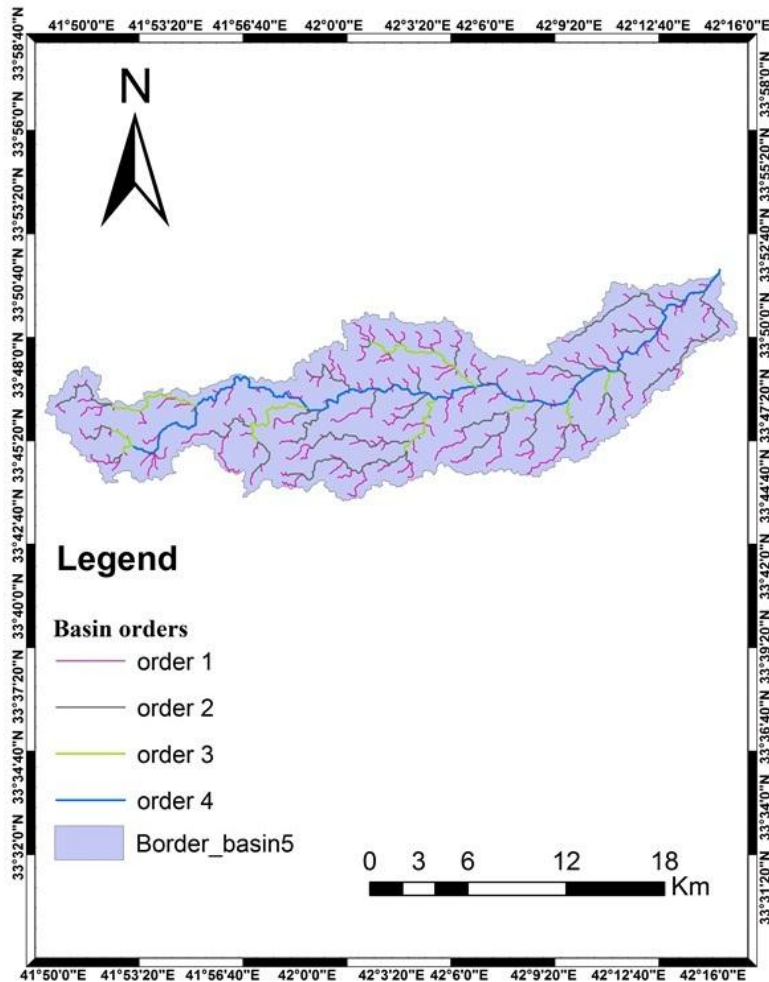 41°50'0"E 41°53'20"E 41°56'40"E 42°0'0"E 42°3'20"E 42°6'0"E 42°9'20"E 42°12'40"E 42°16'0"E
33°58'40"N
33°56'0"N
33°53'20"N
33°50'40"N
33°48'0"N
33°45'20"N
33°42'40"N
33°40'0"N
33°37'20"N
33°34'40"N
33°32'0"N
33°58'0"N
33°55'20"N
33°52'40"N
33°50'0"N
33°47'20"N
33°44'40"N
33°42'0"N
33°39'20"N
33°36'40"N
33°34'0"N
33°31'20"N
N
Legend
Basin orders
order 1
order 2
order 3
order 4
Border_basin5
0 3 6 12 18
Km
41°50'0"E 41°53'20"E 41°56'40"E 42°0'0"E 42°3'20"E 42°6'0"E 42°9'20"E 42°12'40"E 42°16'0"E